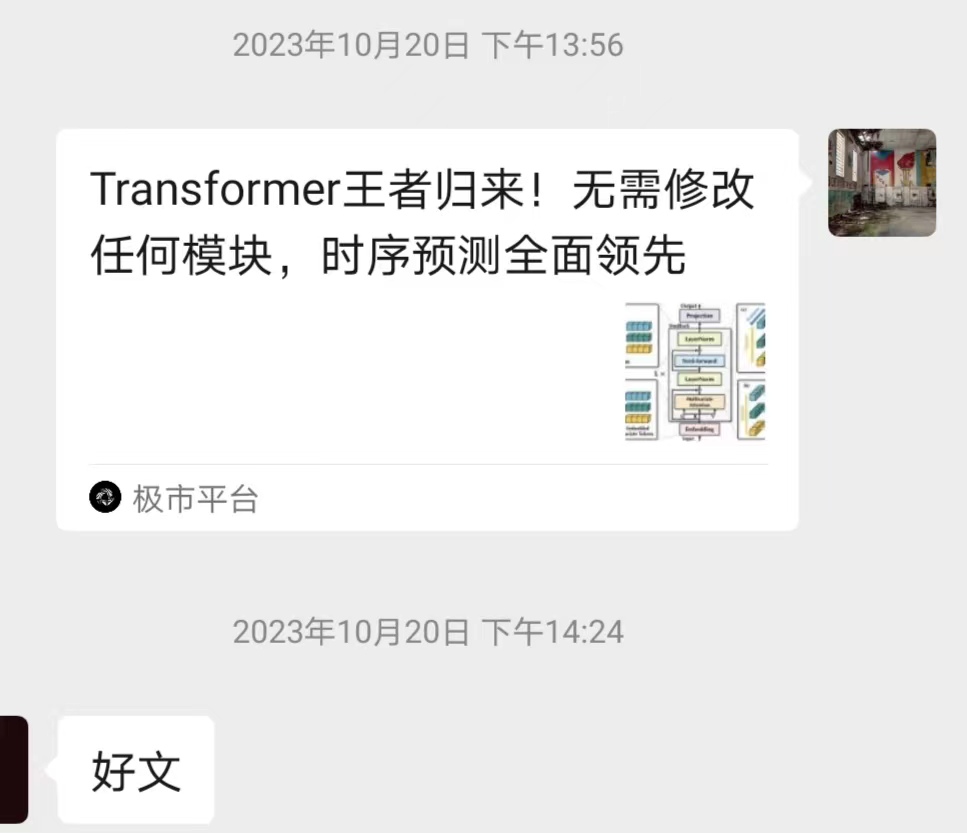 2023年10月20日 下午13:56
Transformer王者归来！无需修改
任何模块，时序预测全面领先
Projection
LayerNorm
Feed-forward
LayerNorm
Multivariate
Attention
Embedding
极市平台
2023年10月20日 下午14:24
好文